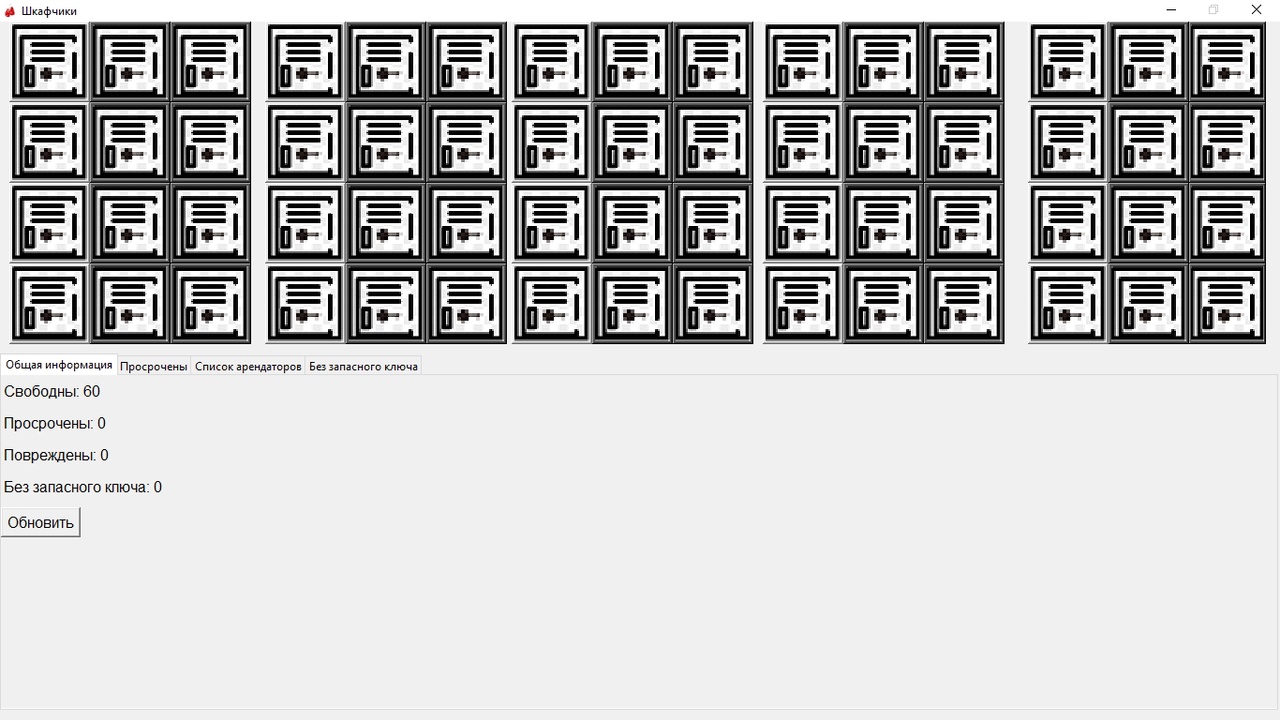 Шкафчики
Общая информация Просрочены Список арендаторов Без запасного ключа
Свободны: 60
Просрочены: 0
Повреждены: 0
Без запасного ключа: 0
Обновить